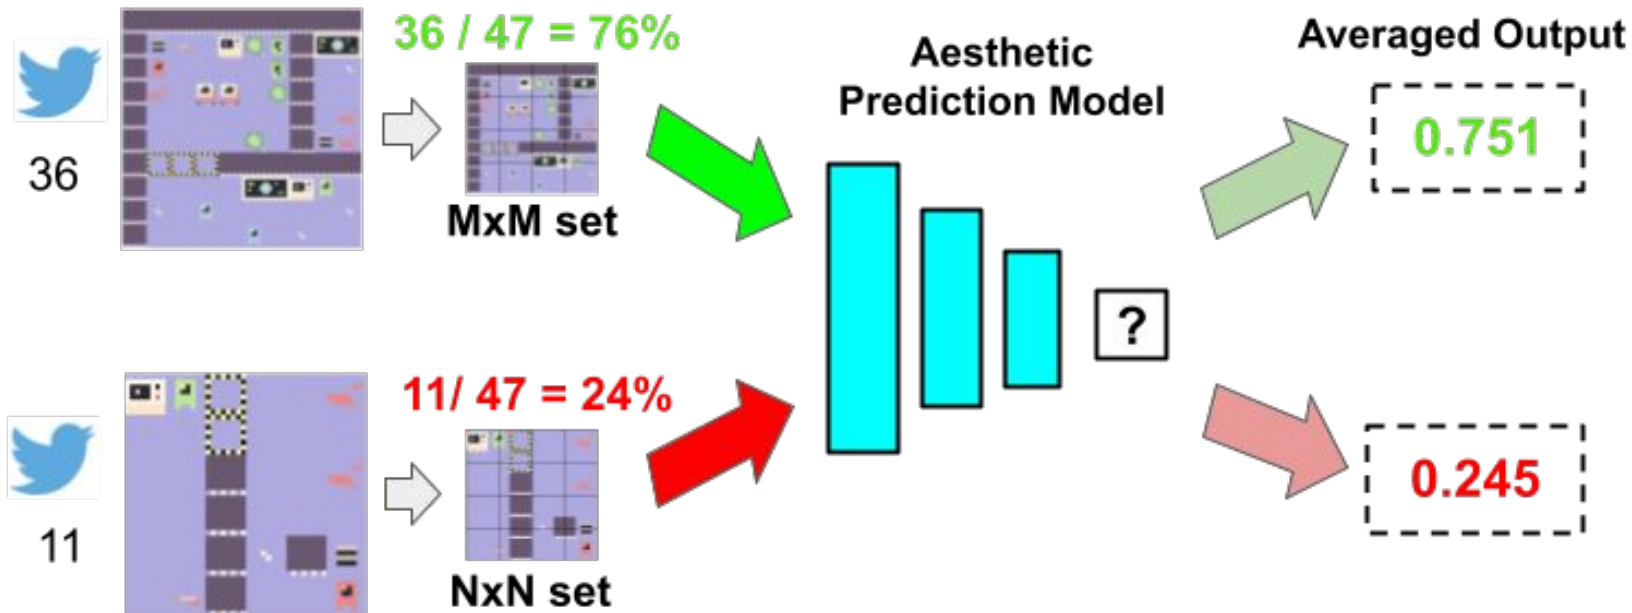 36 / 47 = 76%
36
MxM set
11/ 47 = 24%
11
NxN set
Aesthetic
Prediction Model
?
Averaged Output
0.751
0.245